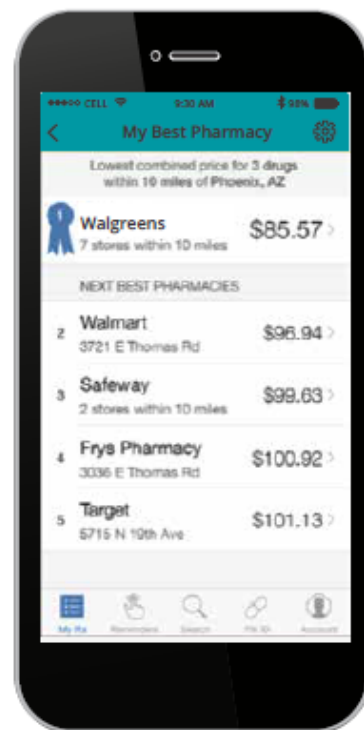 ●●●●○ CELL 9:30 AM 98%
My Best Pharmacy
Lowest combined price for 3 drugs
within 10 miles of Phoenix, AZ
1 Walgreens $85.57
7 stores within 10 miles
NEXT BEST PHARMACIES
2 Walmart $96.94
3721 E Thomas Rd
3 Safeway $99.63
2 stores within 10 miles
4 Frys Pharmacy $100.92
3036 E Thomas Rd
5 Target $101.13
5715 N 19th Ave
My Rx Reminders Search Pill ID Account